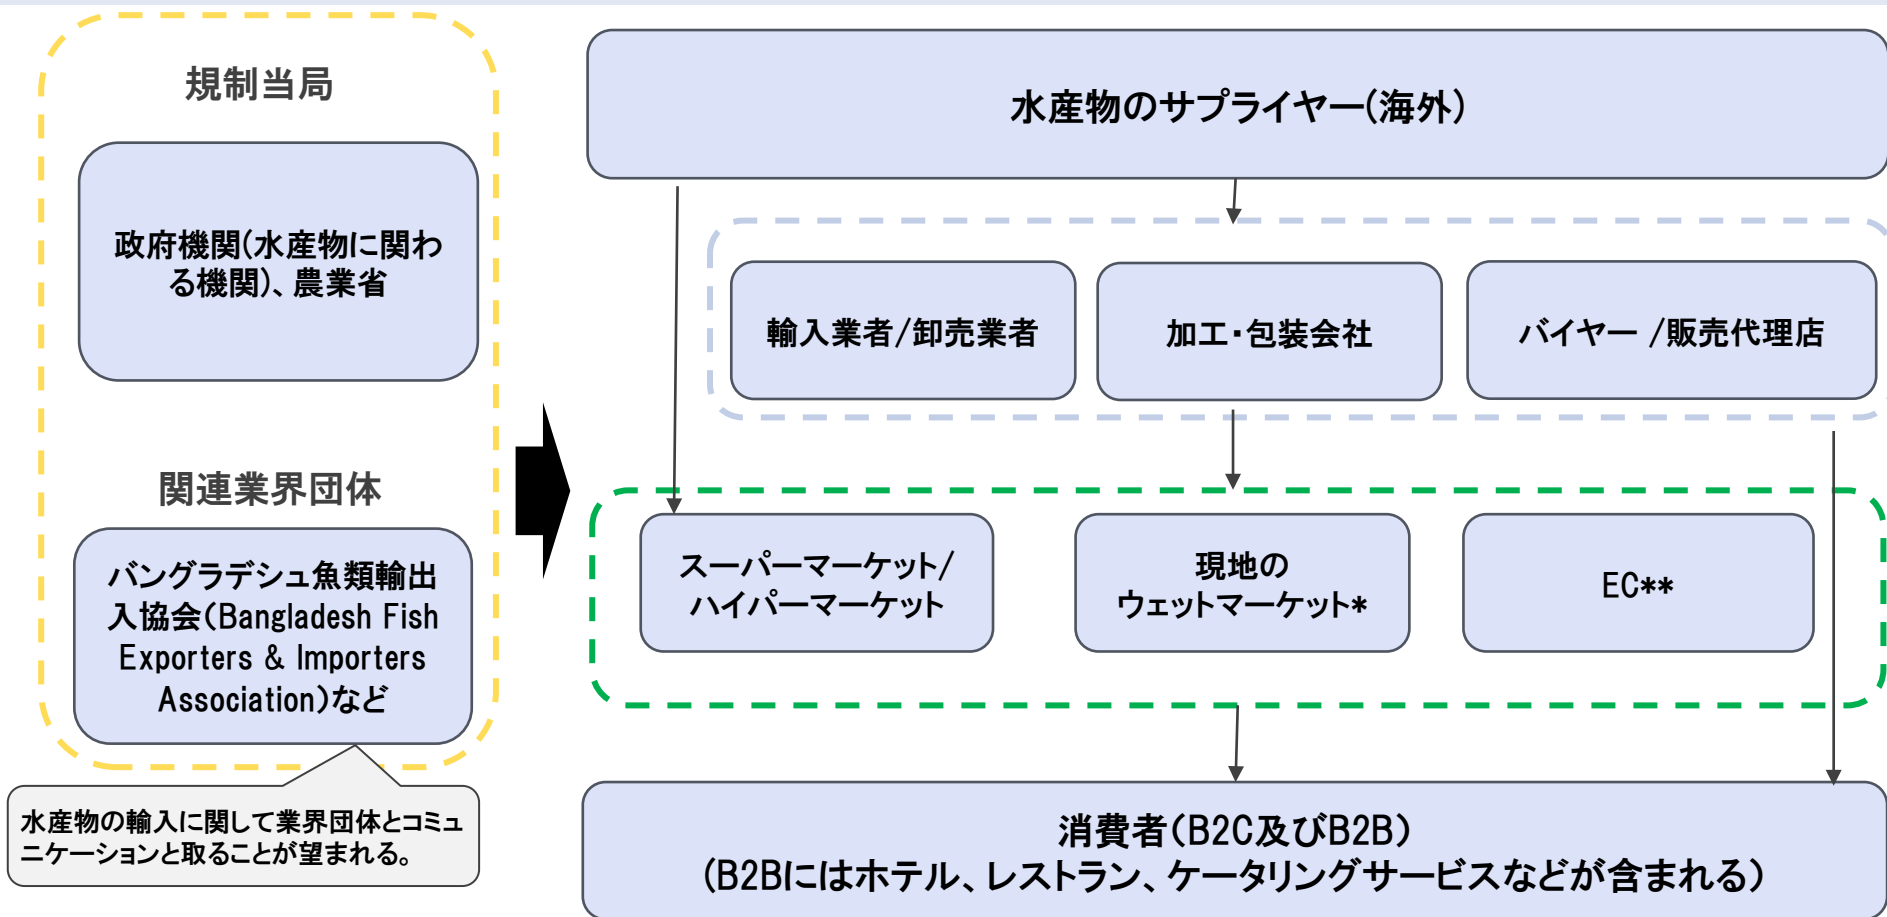 規制当局
政府機関(水産物に関わ
る機関)、農業省
関連業界団体
バングラデシュ魚類輸出
入協会(Bangladesh Fish
Exporters & Importers
Association)など
水産物の輸入に関して業界団体とコミュ
ニケーションと取ることが望まれる。
水産物のサプライヤー(海外)
輸入業者/卸売業者
加工・包装会社
バイヤー /販売代理店
スーパーマーケット/
ハイパーマーケット
現地の
ウェットマーケット*
EC**
消費者(B2C及びB2B)
(B2Bにはホテル、レストラン、ケータリングサービスなどが含まれる)